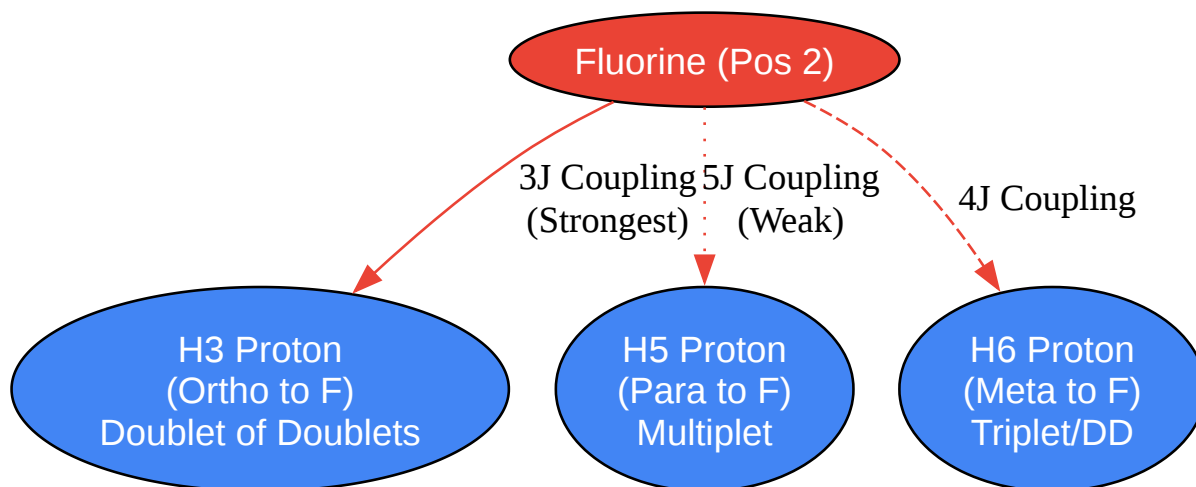 Fluorine (Pos 2)
3J Coupling
(Strongest)
5J Coupling
(Weak)
4J Coupling
H3 Proton
(Ortho to F)
Doublet of Doublets
H5 Proton
(Para to F)
Multiplet
H6 Proton
(Meta to F)
Triplet/DD